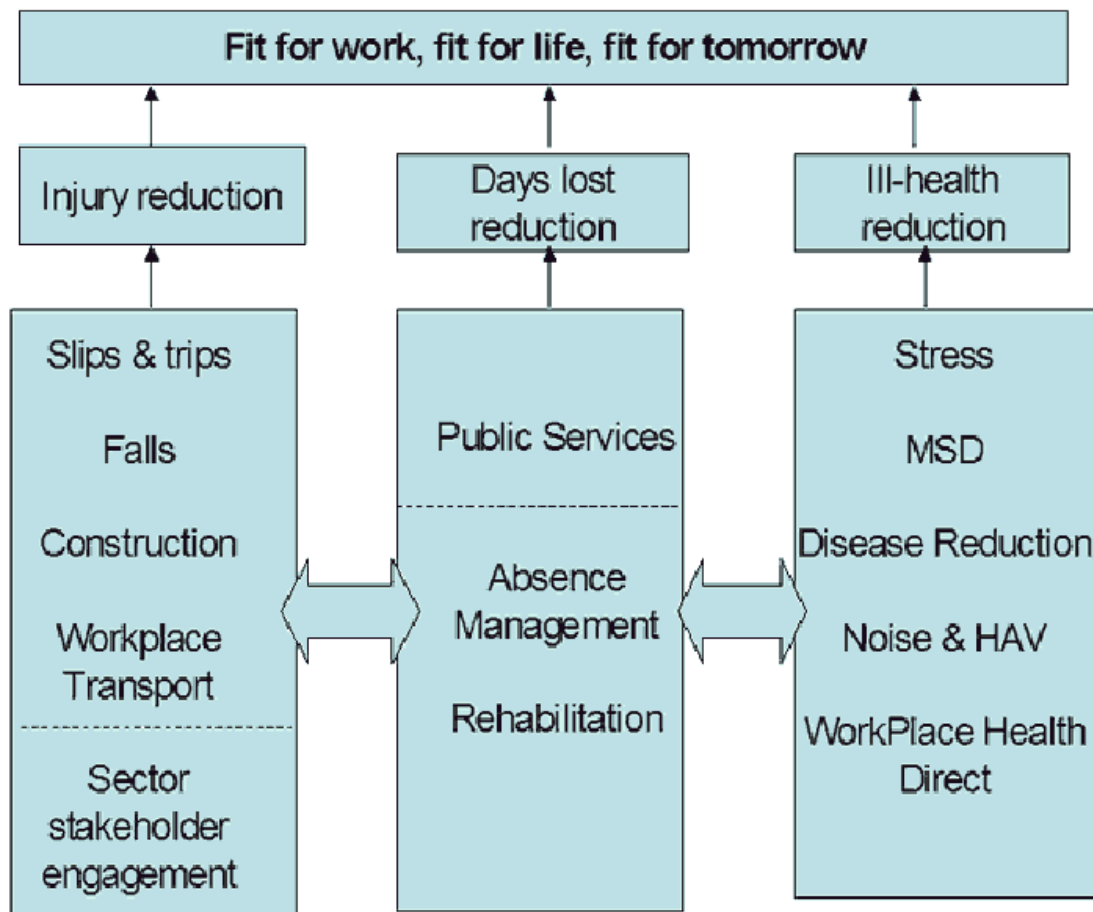 Fit for work, fit for life, fit for tomorrow
Injury reduction
Days lost
reduction
Ill-health
reduction
Slips & trips
Falls
Construction
Workplace
Transport
Sector
stakeholder
engagement
Public Services
Absence
Management
Rehabilitation
Stress
MSD
Disease Reduction
Noise & HAV
WorkPlace Health
Direct